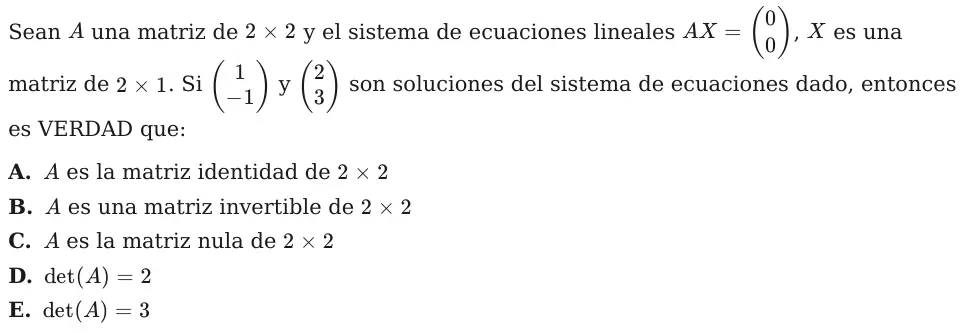 Sean A una matriz de 2 × 2 y el sistema de ecuaciones lineales AX = (0 0), X es una
matriz de 2 × 1. Si (1 −1) y (2 3) son soluciones del sistema de ecuaciones dado, entonces
es VERDAD que:
A. A es la matriz identidad de 2 × 2
B. A es una matriz invertible de 2 × 2
C. A es la matriz nula de 2 × 2
D. det(A) = 2
E. det(A) = 3